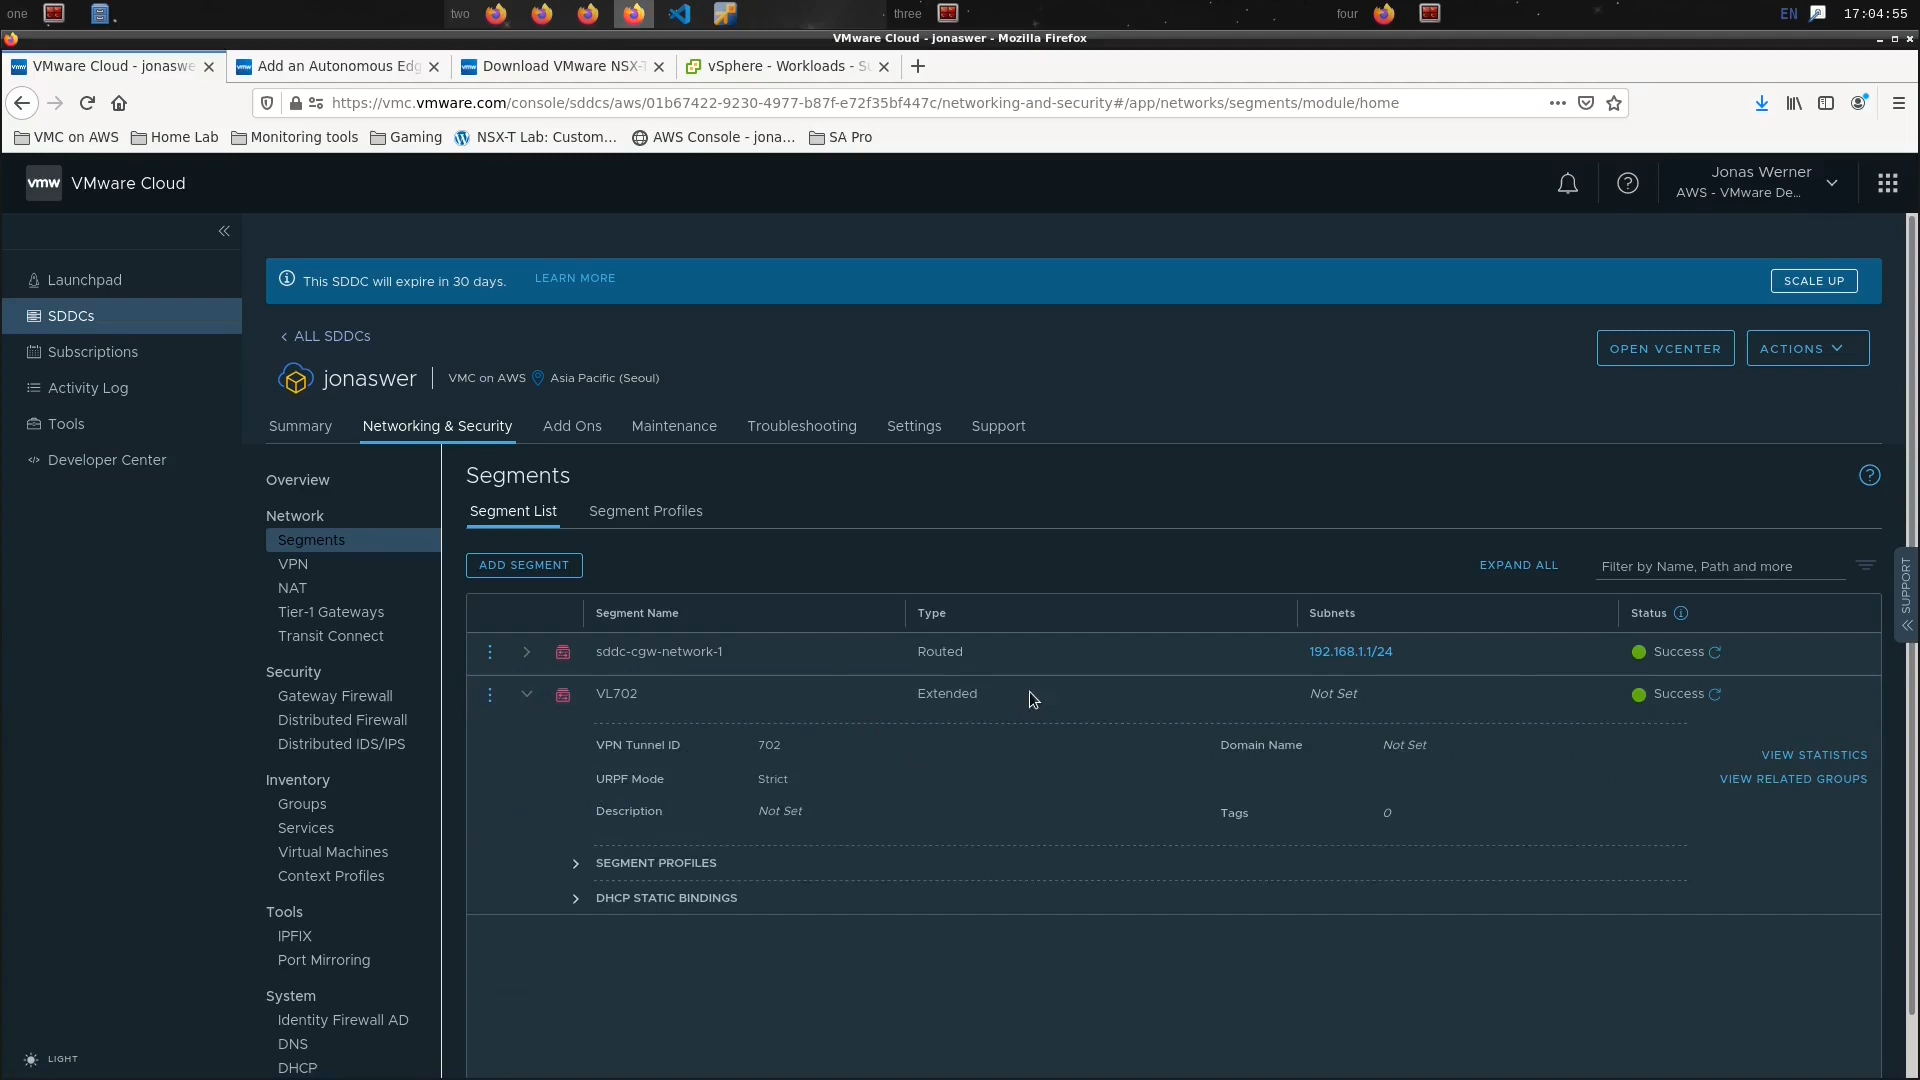 one two three four EN 17:04:55
VMware Cloud - jonaswer - Mozilla Firefox
VMware Cloud - jonaswe Add an Autonomous Edg Download VMware NSX-T vSphere - Workloads - Su
https://vmc.vmware.com/console/sddcs/aws/01b67422-9230-4977-b87f-e72f35bf447c/networking-and-security#/app/networks/segments/module/home
VMC on AWS Home Lab Monitoring tools Gaming NSX-T Lab: Custom... AWS Console - jona... SA Pro
vmw VMware Cloud
Jonas Werner
AWS - VMware De...
Launchpad
SDDCs
Subscriptions
Activity Log
Tools
Developer Center
LIGHT
This SDDC will expire in 30 days. LEARN MORE SCALE UP
ALL SDDCs
jonaswer VMC on AWS Asia Pacific (Seoul) OPEN VCENTER ACTIONS
Summary Networking & Security Add Ons Maintenance Troubleshooting Settings Support
Overview
Network
Segments
VPN
NAT
Tier-1 Gateways
Transit Connect
Security
Gateway Firewall
Distributed Firewall
Distributed IDS/IPS
Inventory
Groups
Services
Virtual Machines
Context Profiles
Tools
IPFIX
Port Mirroring
System
Identity Firewall AD
DNS
DHCP
Segments
Segment List Segment Profiles
ADD SEGMENT EXPAND ALL Filter by Name, Path and more
Segment Name Type Subnets Status
sddc-cgw-network-1 Routed 192.168.1.1/24 Success
VL702 Extended Not Set Success
VPN Tunnel ID 702 Domain Name Not Set
VIEW STATISTICS
URPF Mode Strict VIEW RELATED GROUPS
Description Not Set Tags 0
SEGMENT PROFILES
DHCP STATIC BINDINGS
SUPPORT